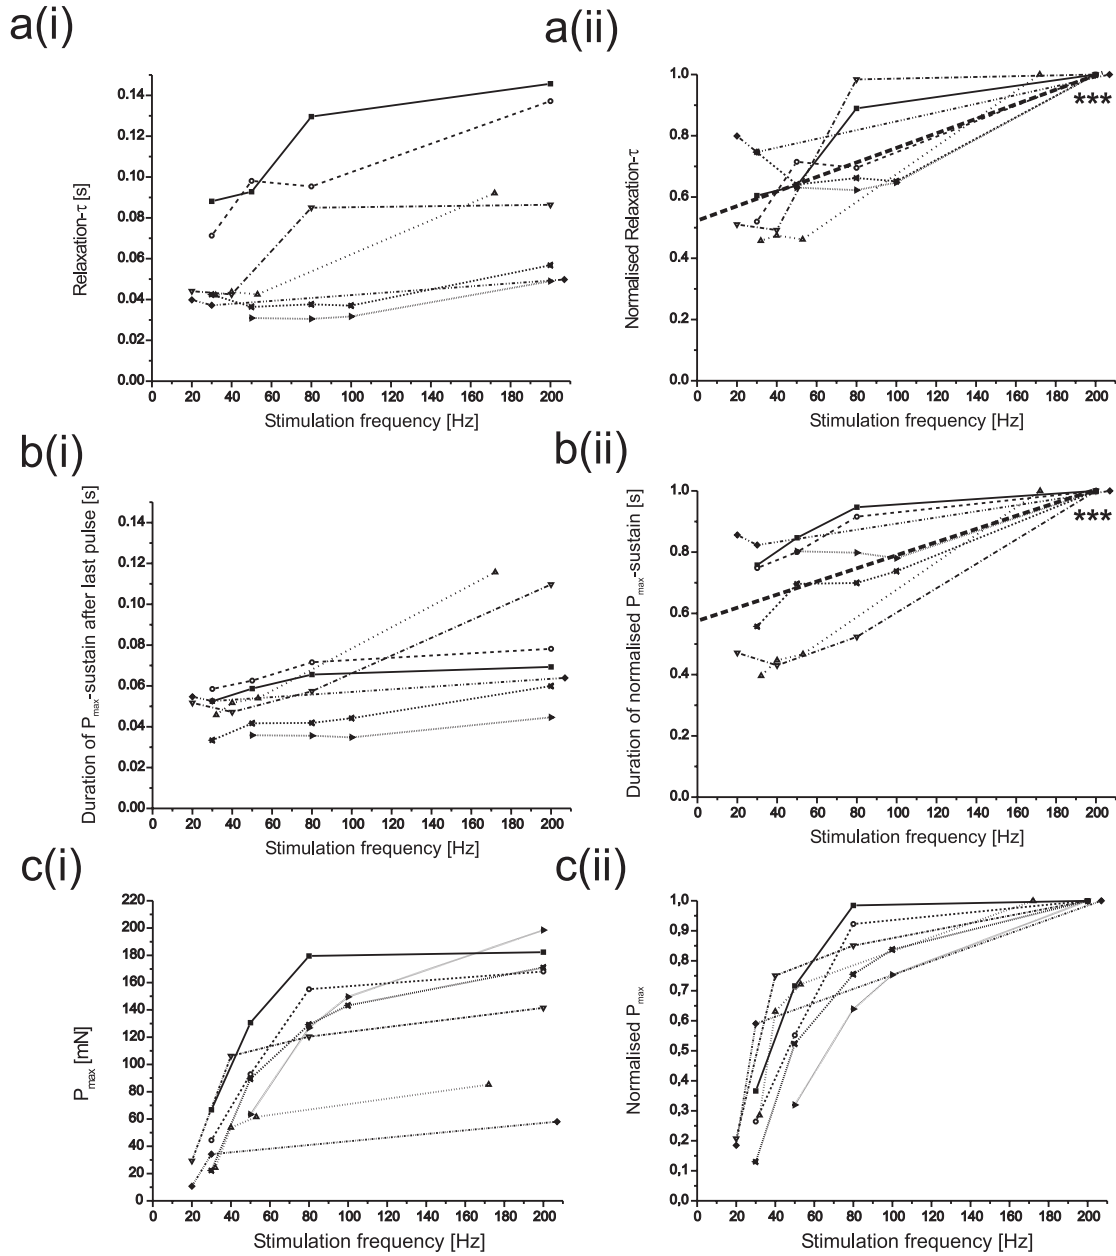 a(i)
a(ii)
0.14
0.12
0.10
0.08
0.06
0.04
0.02
0.00
Relaxation-τ [s]
0 20 40 60 80 100 120 140 160 180 200
Stimulation frequency [Hz]
1.0
0.8
0.6
0.4
0.2
0.0
Normalised Relaxation-τ
***
0 20 40 60 80 100 120 140 160 180 200
Stimulation frequency [Hz]
b(i)
b(ii)
0.14
0.12
0.10
0.08
0.06
0.04
0.02
0.00
Duration of Pmax-sustain after last pulse [s]
0 20 40 60 80 100 120 140 160 180 200
Stimulation frequency [Hz]
1.0
0.8
0.6
0.4
0.2
0.0
Duration of normalised Pmax-sustain [s]
***
0 20 40 60 80 100 120 140 160 180 200
Stimulation frequency [Hz]
c(i)
c(ii)
220
200
180
160
140
120
100
80
60
40
20
0
Pmax [mN]
0 20 40 60 80 100 120 140 160 180 200
Stimulation frequency [Hz]
1,0
0,9
0,8
0,7
0,6
0,5
0,4
0,3
0,2
0,1
0,0
Normalised Pmax
0 20 40 60 80 100 120 140 160 180 200
Stimulation frequency [Hz]